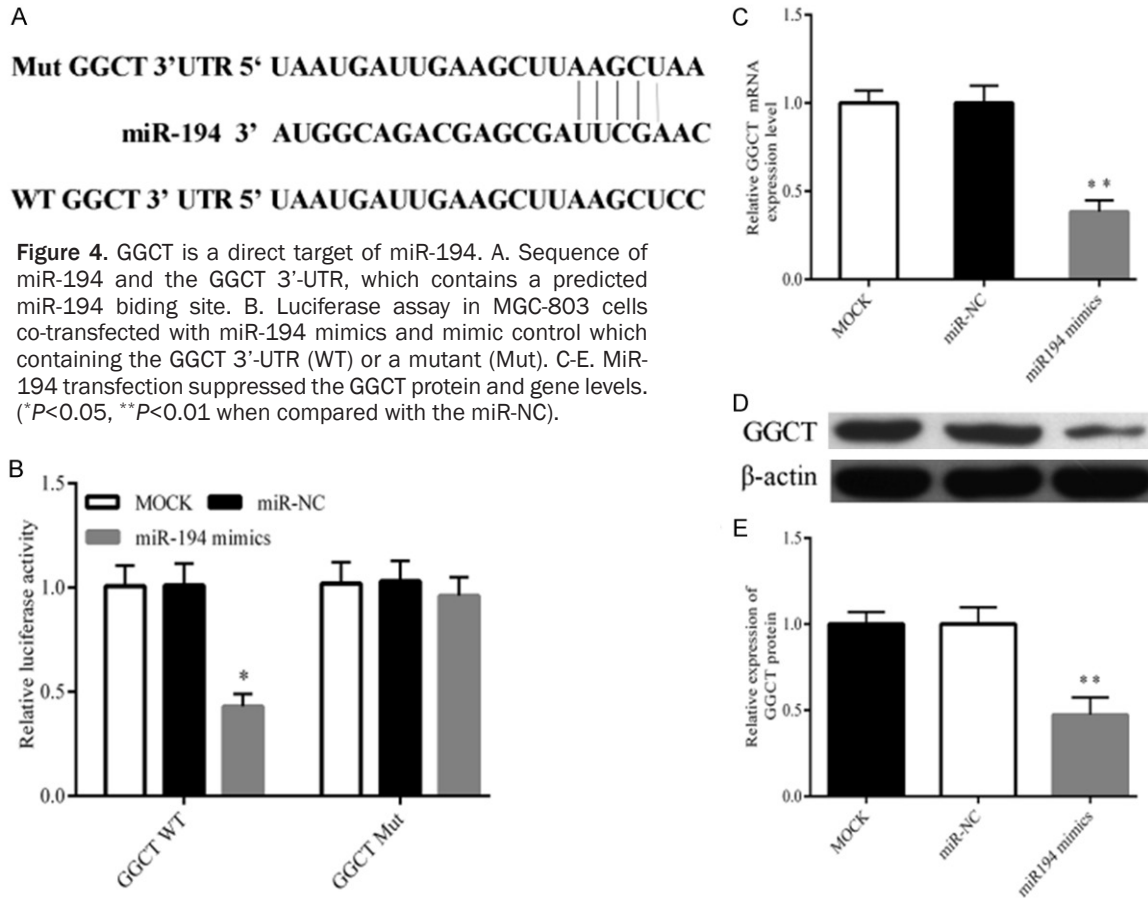 A
Mut GGCT 3’UTR 5‘ UAAUGAUUGAAGCUUAAGCUAA
miR-194 3’ AUGGCAGACGAGCGAUUCGAAC
WT GGCT 3’ UTR 5’ UAAUGAUUGAAGCUUAAGCUCC
Figure 4. GGCT is a direct target of miR-194. A. Sequence of
miR-194 and the GGCT 3’-UTR, which contains a predicted
miR-194 biding site. B. Luciferase assay in MGC-803 cells
co-transfected with miR-194 mimics and mimic control which
containing the GGCT 3’-UTR (WT) or a mutant (Mut). C-E. MiR-
194 transfection suppressed the GGCT protein and gene levels.
(*P<0.05, **P<0.01 when compared with the miR-NC).
B
Relative luciferase activity
1.5
1.0
0.5
0.0
MOCK
miR-NC
miR-194 mimics
*
GGCT WT
GGCT Mut
C
Relative GGCT mRNA
expression level
1.5
1.0
0.5
0.0
**
MOCK
miR-NC
miR194 mimics
D
GGCT
β-actin
E
Relative expression of
GGCT protein
1.5
1.0
0.5
0.0
**
MOCK
miR-NC
miR194 mimics